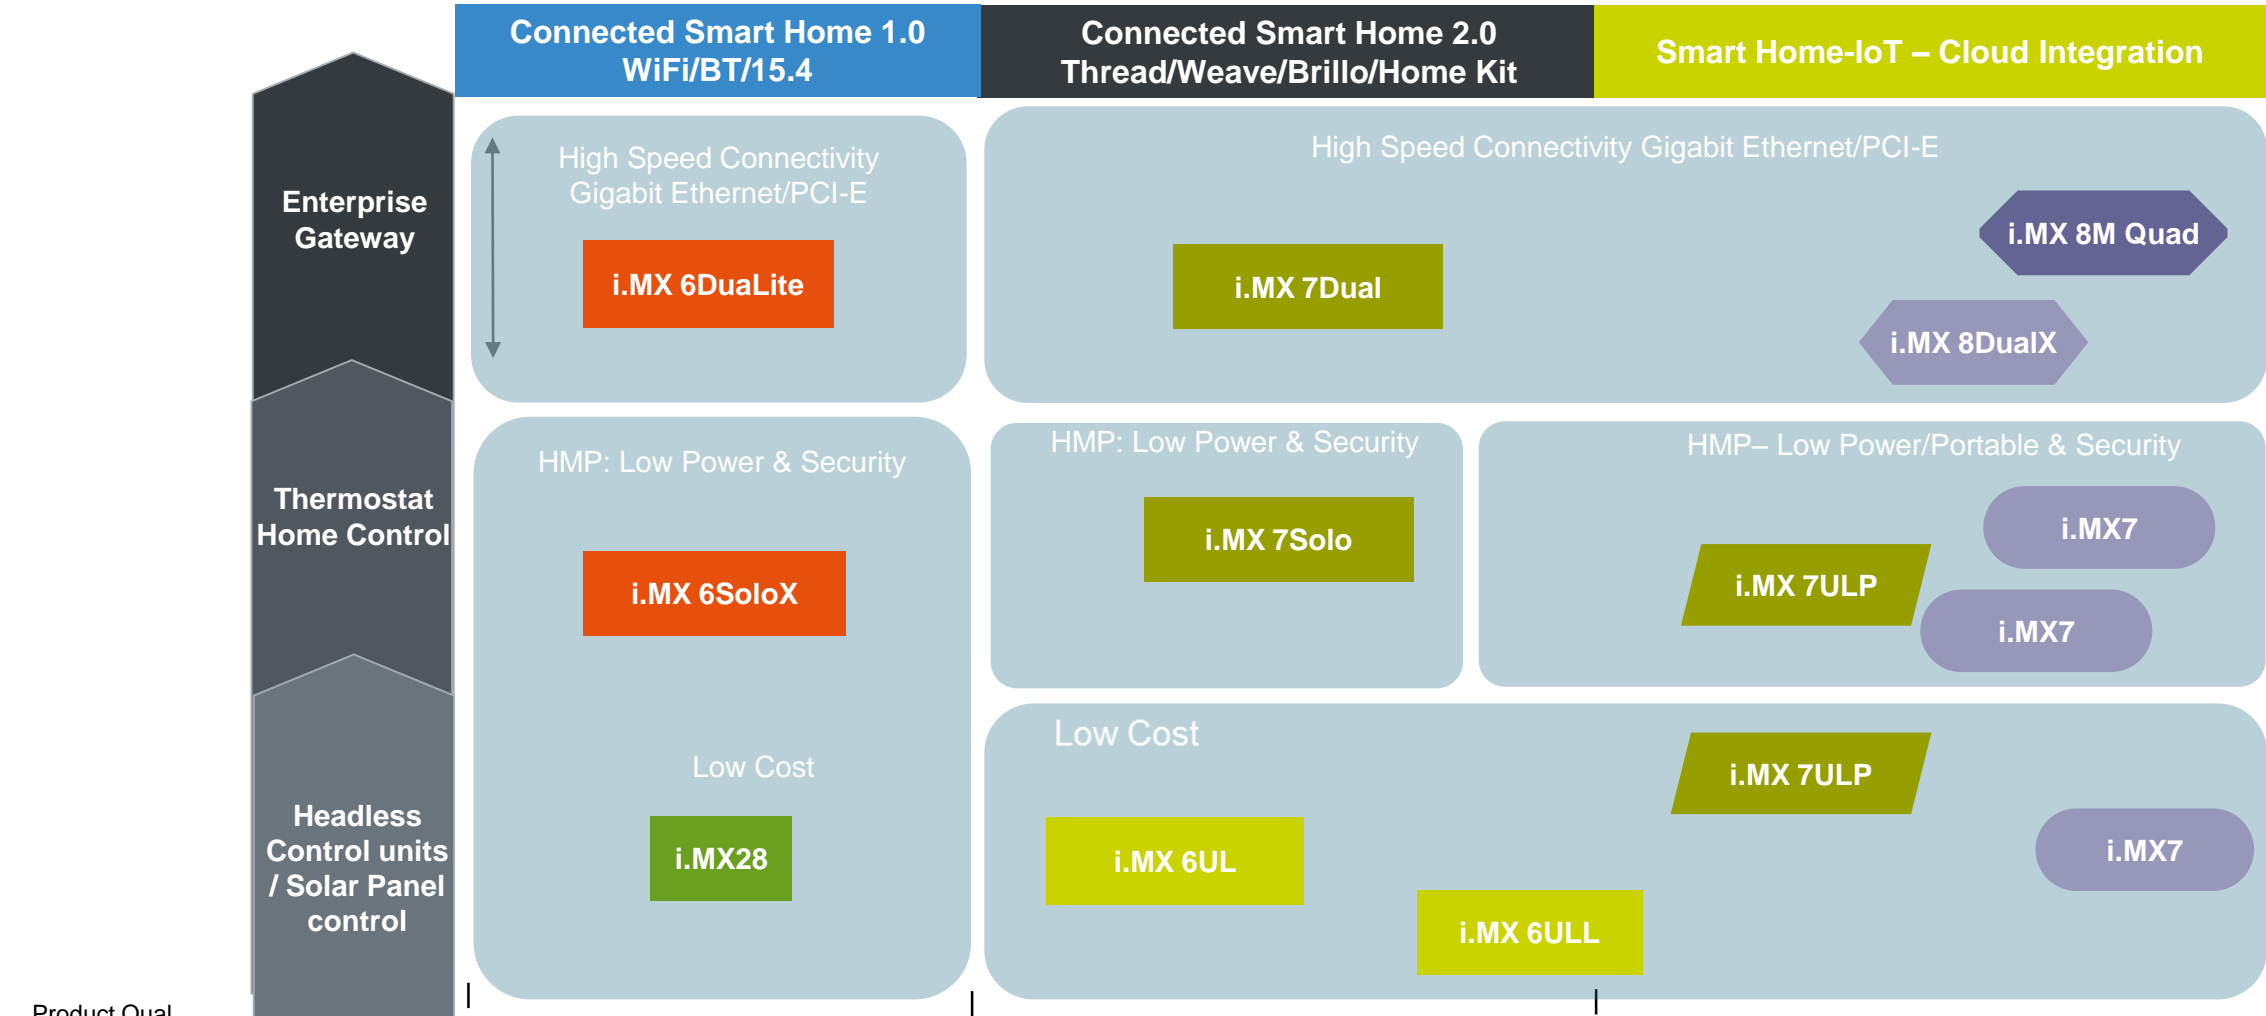 Connected Smart Home 1.0
WiFi/BT/15.4
Connected Smart Home 2.0
Thread/Weave/Brillo/Home Kit
Smart Home-IoT – Cloud Integration
Enterprise
Gateway
High Speed Connectivity
Gigabit Ethernet/PCI-E
i.MX 6DuaLite
High Speed Connectivity Gigabit Ethernet/PCI-E
i.MX 7Dual
i.MX 8M Quad
i.MX 8DualX
Thermostat
Home Control
HMP: Low Power & Security
i.MX 6SoloX
HMP: Low Power & Security
i.MX 7Solo
HMP– Low Power/Portable & Security
i.MX7
i.MX 7ULP
i.MX7
Headless
Control units
/ Solar Panel
control
Low Cost
i.MX28
Low Cost
i.MX 7ULP
i.MX 6UL
i.MX7
i.MX 6ULL
Product Qual